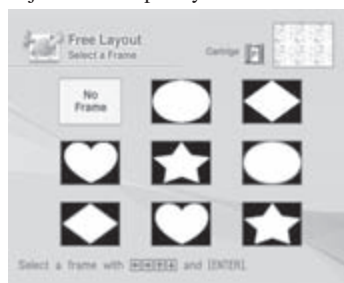 Free Layout
Select a Frame
Cartridge
No
Frame
Select a frame with [←][→][↑][↓] and [ENTER].